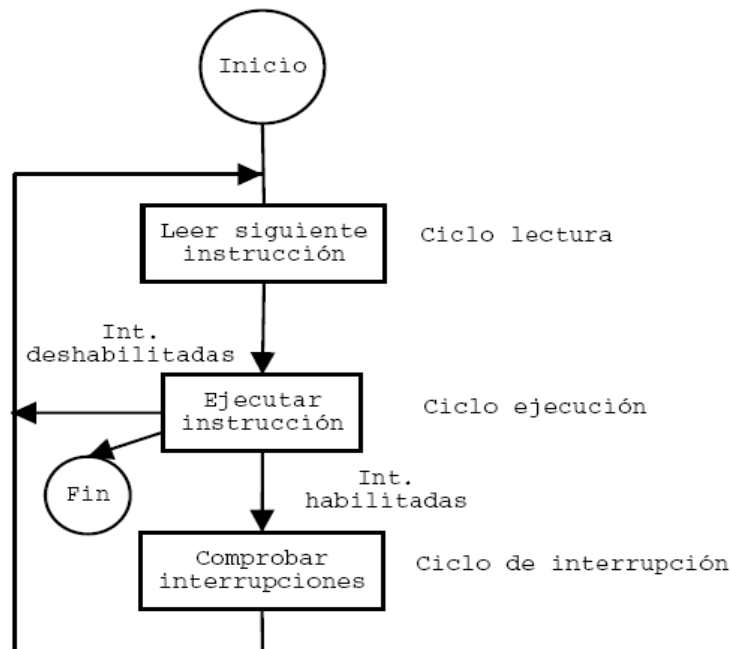 Inicio
Leer siguiente
instrucción
Ciclo lectura
Int.
deshabilitadas
Ejecutar
instrucción
Ciclo ejecución
Fin
Int.
habilitadas
Comprobar
interrupciones
Ciclo de interrupción